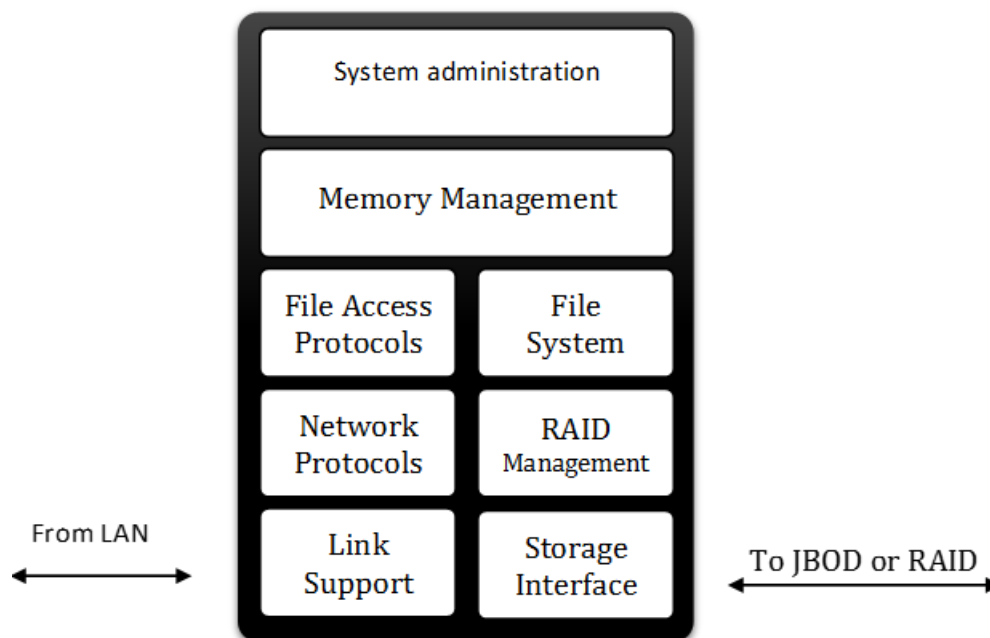 System administration
Memory Management
File Access
Protocols
File
System
Network
Protocols
RAID
Management
From LAN
Link
Support
Storage
Interface
To JBOD or RAID